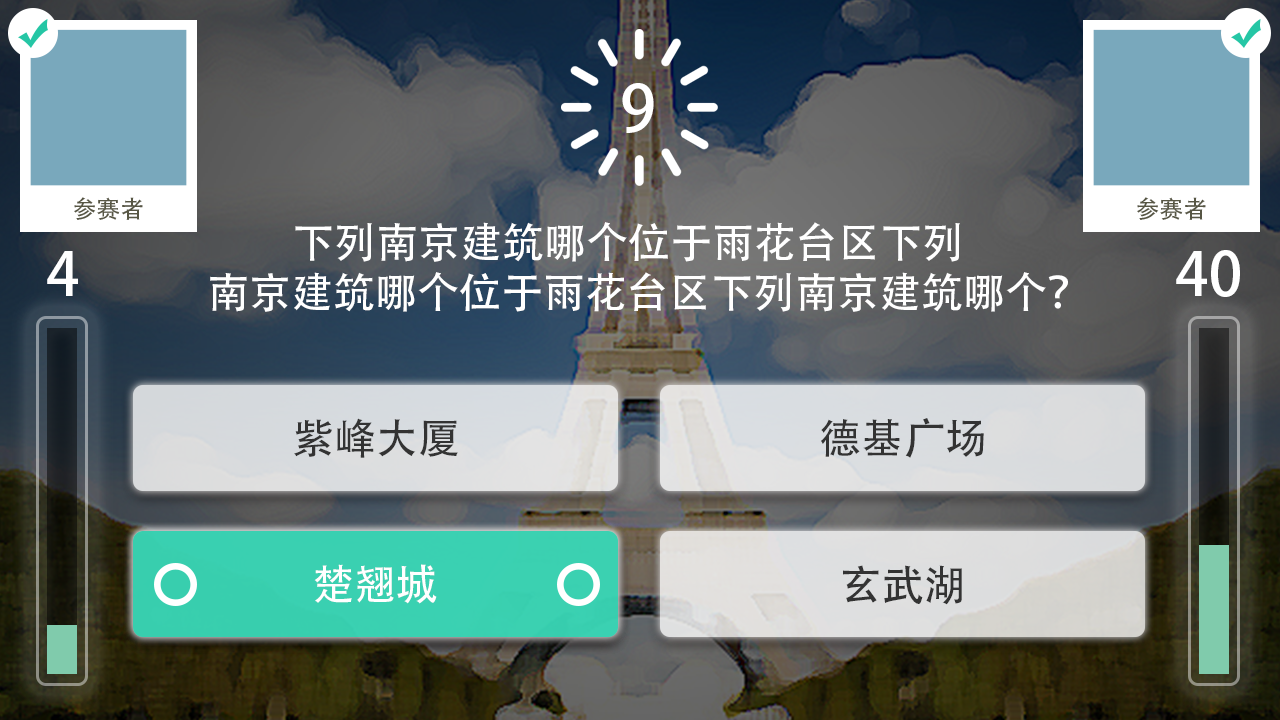 参赛者
4
9
参赛者
40
下列南京建筑哪个位于雨花台区下列
南京建筑哪个位于雨花台区下列南京建筑哪个?
紫峰大厦
德基广场
楚翘城
玄武湖